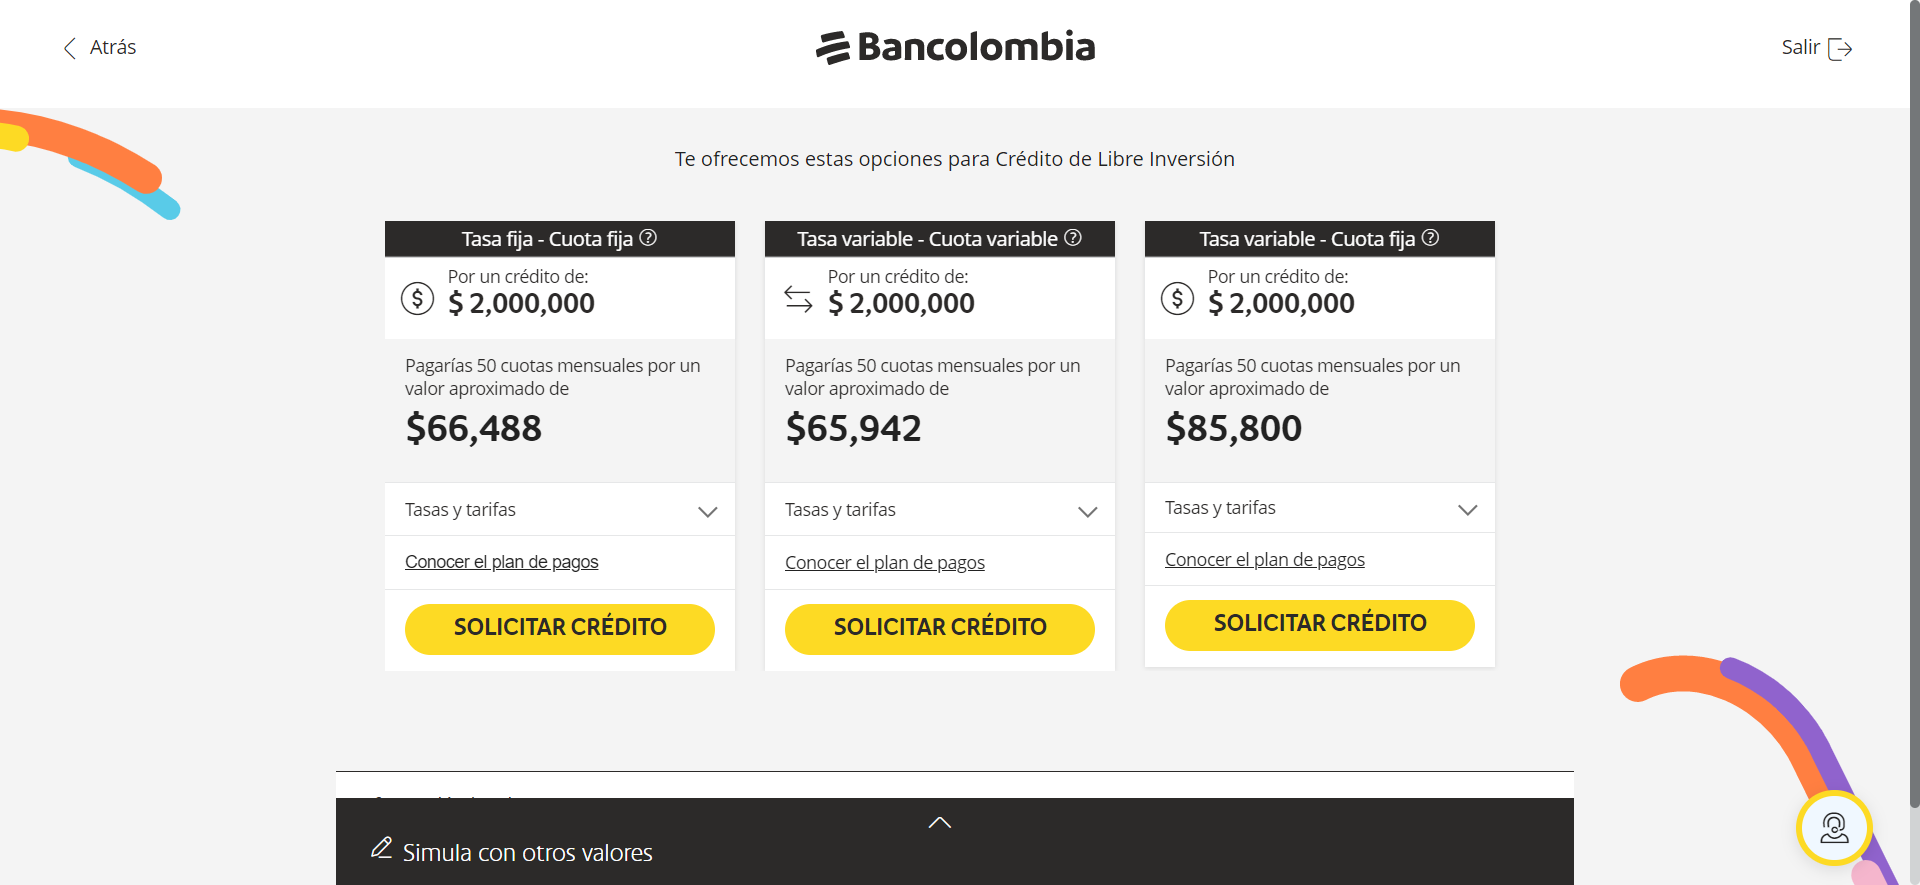 Atrás
Bancolombia
Salir
Te ofrecemos estas opciones para Crédito de Libre Inversión
Tasa fija - Cuota fija
Por un crédito de:
$ 2,000,000
Pagarías 50 cuotas mensuales por un
valor aproximado de
$66,488
Tasas y tarifas
Conocer el plan de pagos
SOLICITAR CRÉDITO
Tasa variable - Cuota variable
Por un crédito de:
$ 2,000,000
Pagarías 50 cuotas mensuales por un
valor aproximado de
$65,942
Tasas y tarifas
Conocer el plan de pagos
SOLICITAR CRÉDITO
Tasa variable - Cuota fija
Por un crédito de:
$ 2,000,000
Pagarías 50 cuotas mensuales por un
valor aproximado de
$85,800
Tasas y tarifas
Conocer el plan de pagos
SOLICITAR CRÉDITO
Simula con otros valores